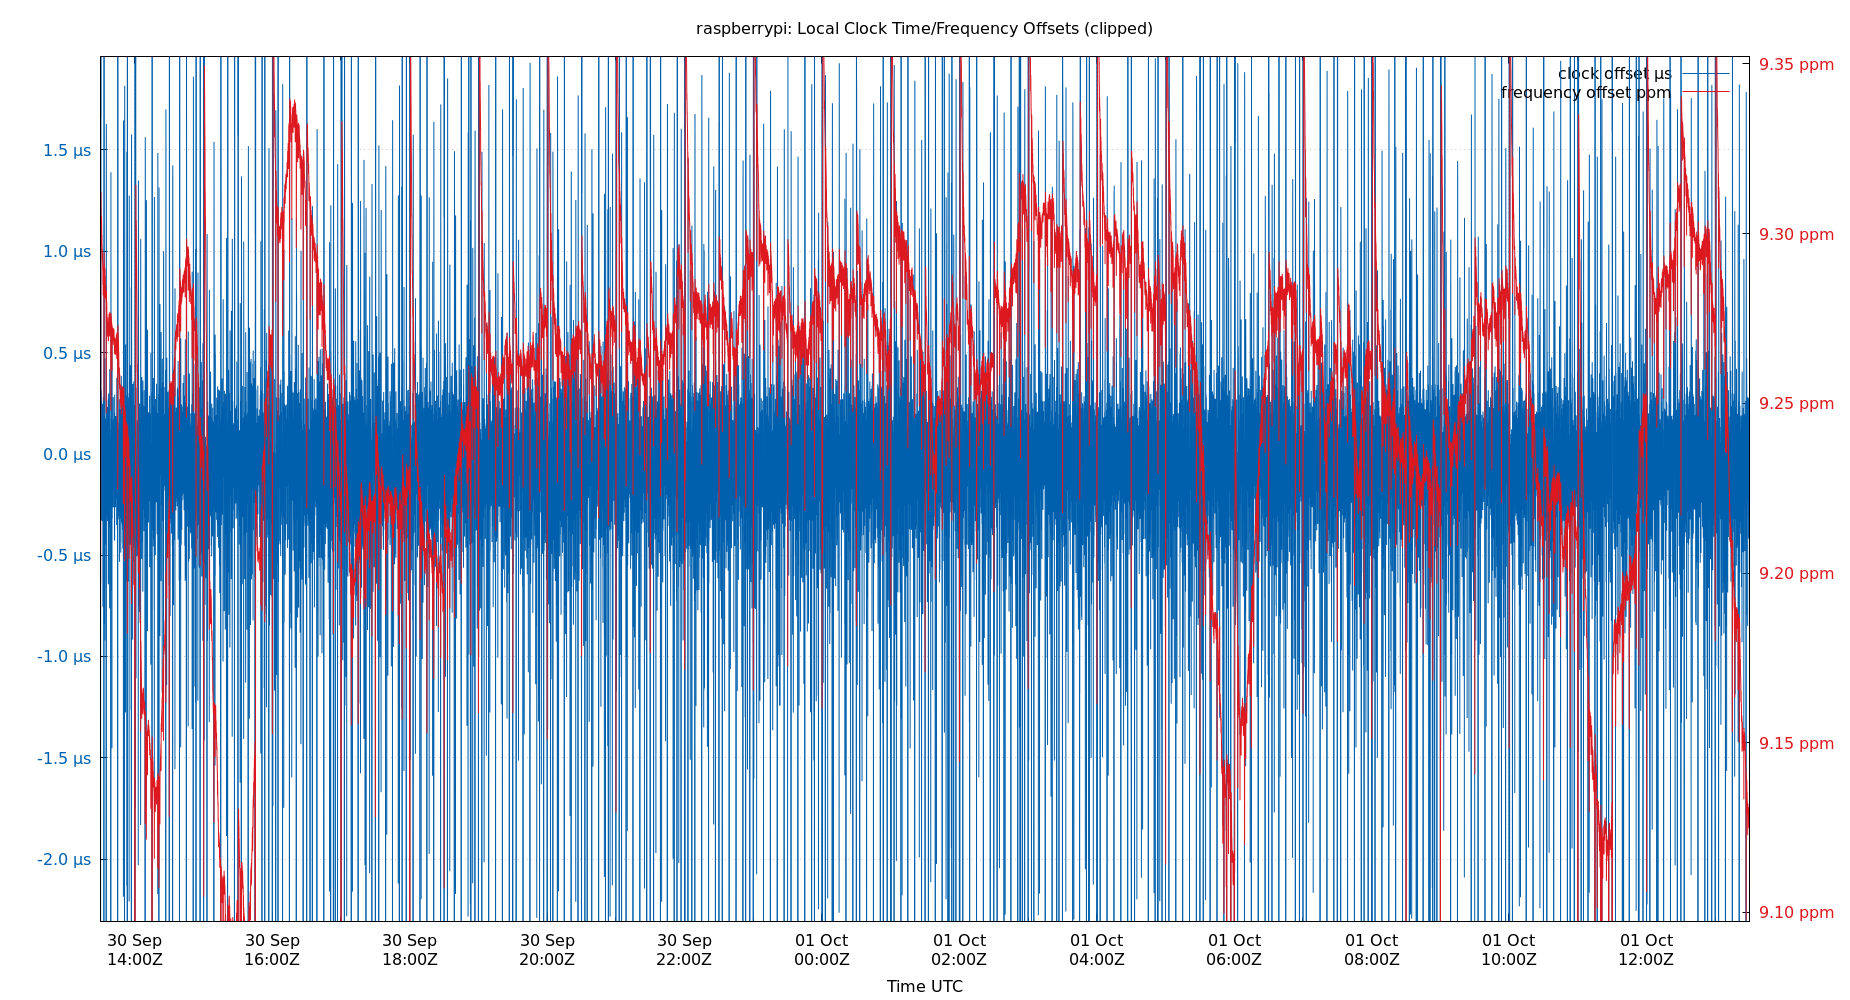 raspberrypi: Local Clock Time/Frequency Offsets (clipped)
clock offset µs
frequency offset ppm
1.5 µs
1.0 µs
0.5 µs
0.0 µs
-0.5 µs
-1.0 µs
-1.5 µs
-2.0 µs
9.35 ppm
9.30 ppm
9.25 ppm
9.20 ppm
9.15 ppm
9.10 ppm
30 Sep 30 Sep 30 Sep 30 Sep 30 Sep 01 Oct 01 Oct 01 Oct 01 Oct 01 Oct 01 Oct 01 Oct
14:00Z 16:00Z 18:00Z 20:00Z 22:00Z 00:00Z 02:00Z 04:00Z 06:00Z 08:00Z 10:00Z 12:00Z
Time UTC